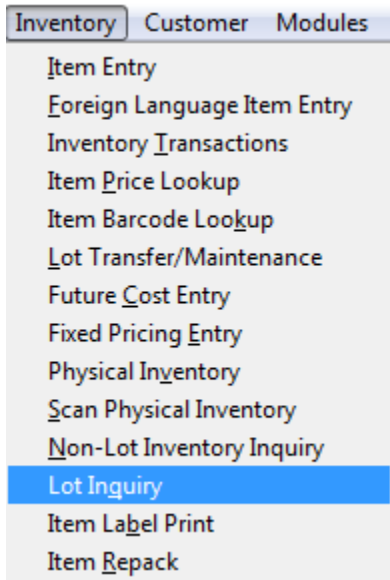 Inventory Customer Modules
Item Entry
Foreign Language Item Entry
Inventory Transactions
Item Price Lookup
Item Barcode Lookup
Lot Transfer/Maintenance
Future Cost Entry
Fixed Pricing Entry
Physical Inventory
Scan Physical Inventory
Non-Lot Inventory Inquiry
Lot Inquiry
Item Label Print
Item Repack